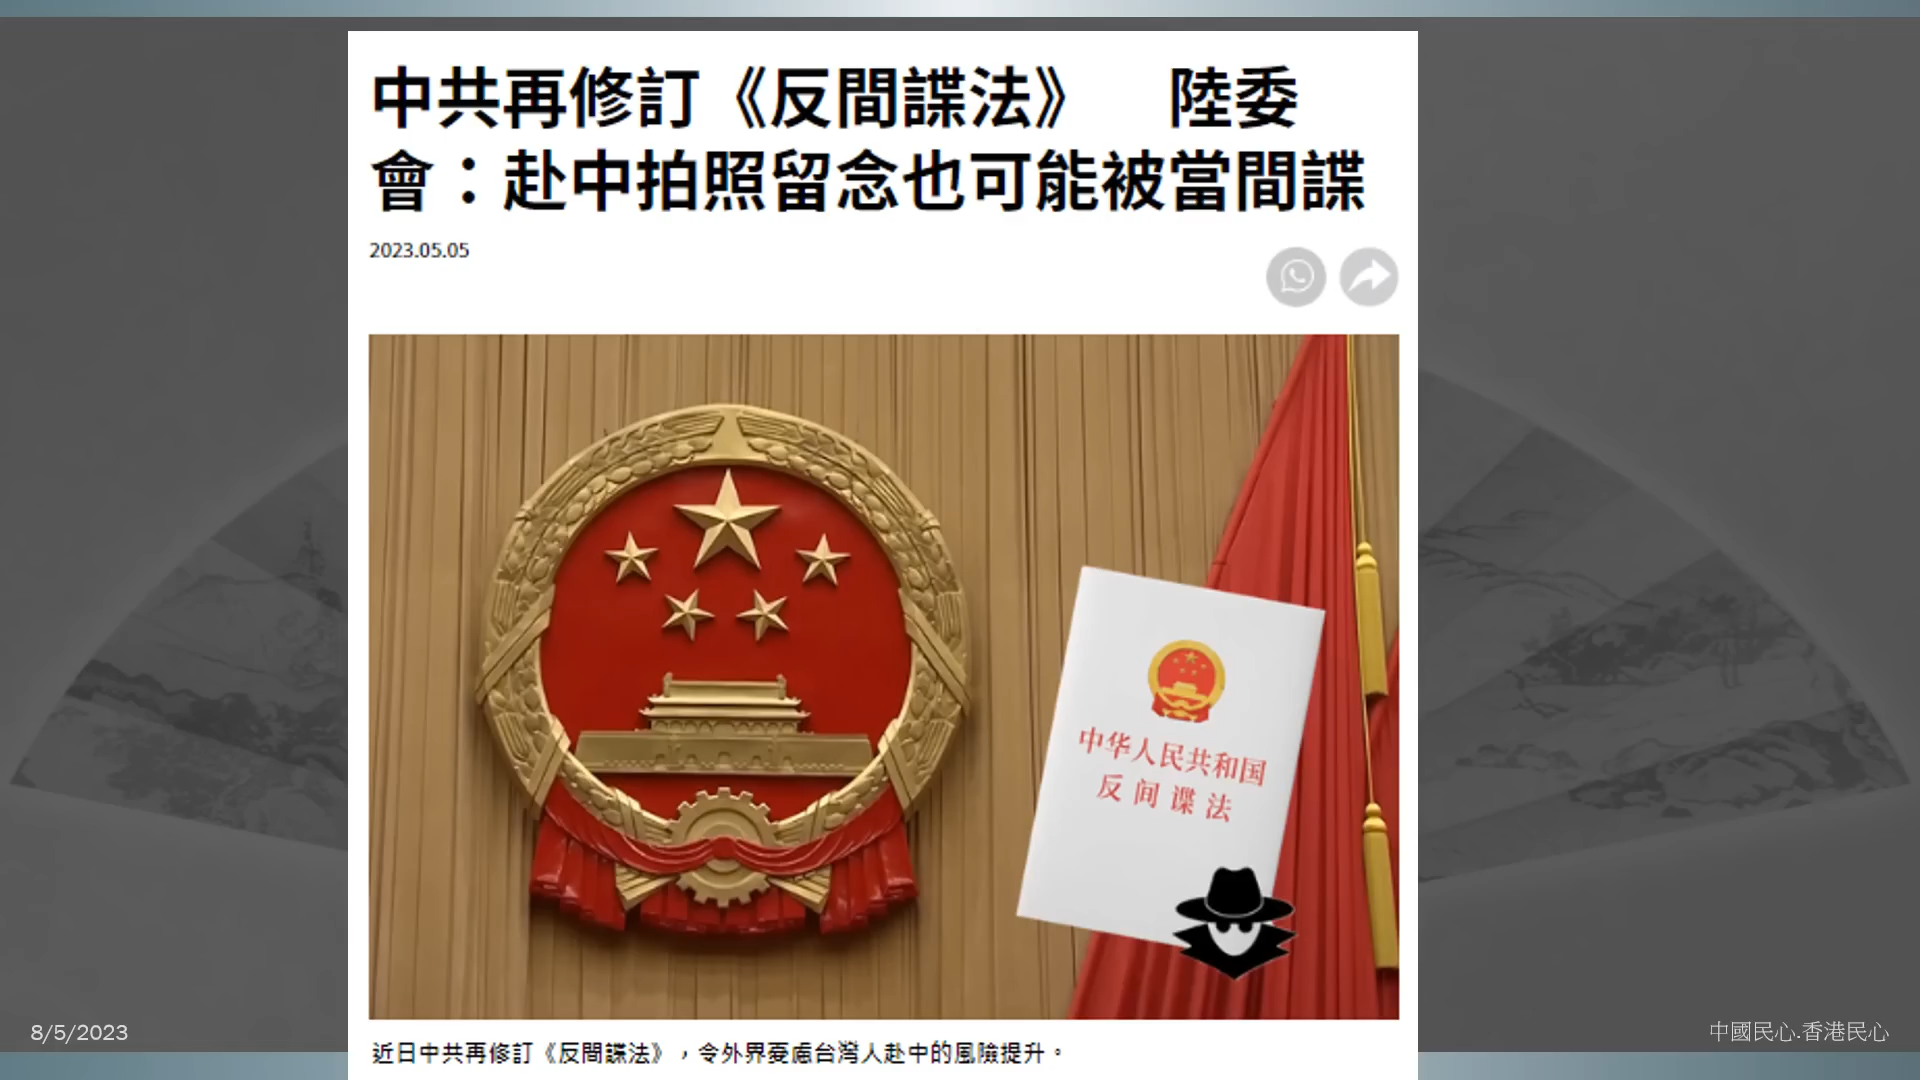 中共再修訂《反間諜法》　陸委
會：赴中拍照留念也可能被當間諜
2023.05.05
中华人民共和国
反间谍法
近日中共再修訂《反間諜法》，令外界憂慮台灣人赴中的風險提升。
8/5/2023
中國民心.香港民心